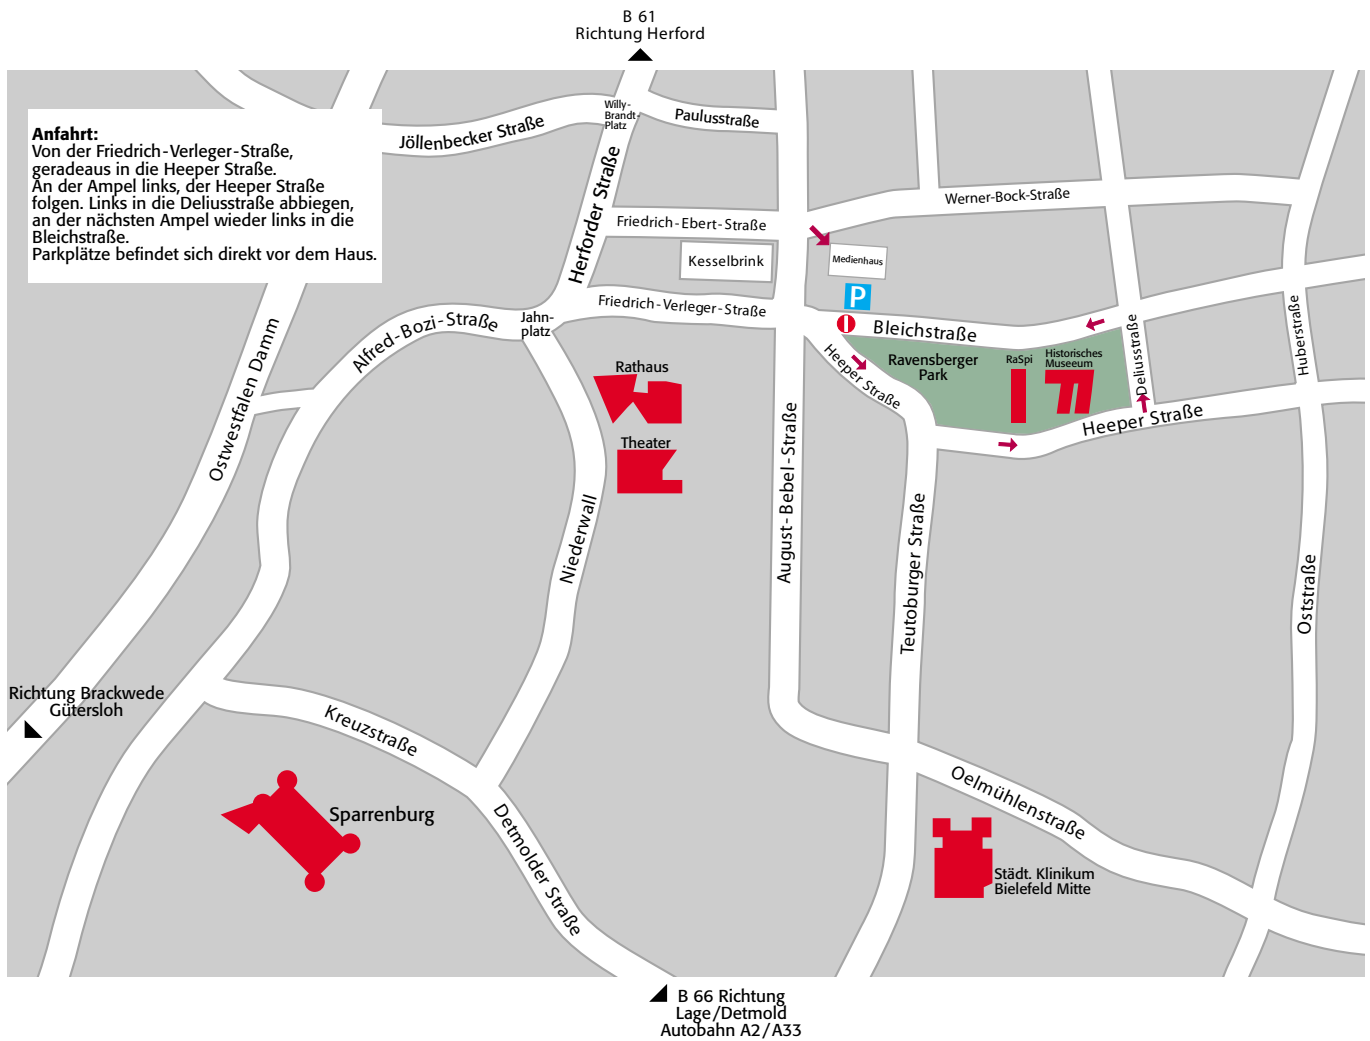 B 61
Richtung Herford
Anfahrt:
Von der Friedrich-Verleger-Straße,
geradeaus in die Heeper Straße.
An der Ampel links, der Heeper Straße
folgen. Links in die Deliusstraße abbiegen,
an der nächsten Ampel wieder links in die
Bleichstraße.
Parkplätze befindet sich direkt vor dem Haus.
Jöllenbecker Straße
Willy-
Brandt-
Platz
Paulusstraße
Herforder Straße
Friedrich-Ebert-Straße
Werner-Bock-Straße
Kesselbrink
Medienhaus
P
Friedrich-Verleger-Straße
Jahn-
platz
Alfred-Bozi-Straße
Ostwestfalen Damm
Bleichstraße
Heeper Straße
Ravensberger
Park
RaSpi
Historisches
Museeum
Deliusstraße
Huberstraße
Heeper Straße
Rathaus
Theater
Niederwall
August-Bebel-Straße
Teutoburger Straße
Oststraße
Richtung Brackwede
Gütersloh
Kreuzstraße
Sparrenburg
Detmolder Straße
Oelmühlenstraße
Städt. Klinikum
Bielefeld Mitte
B 66 Richtung
Lage/Detmold
Autobahn A2/A33